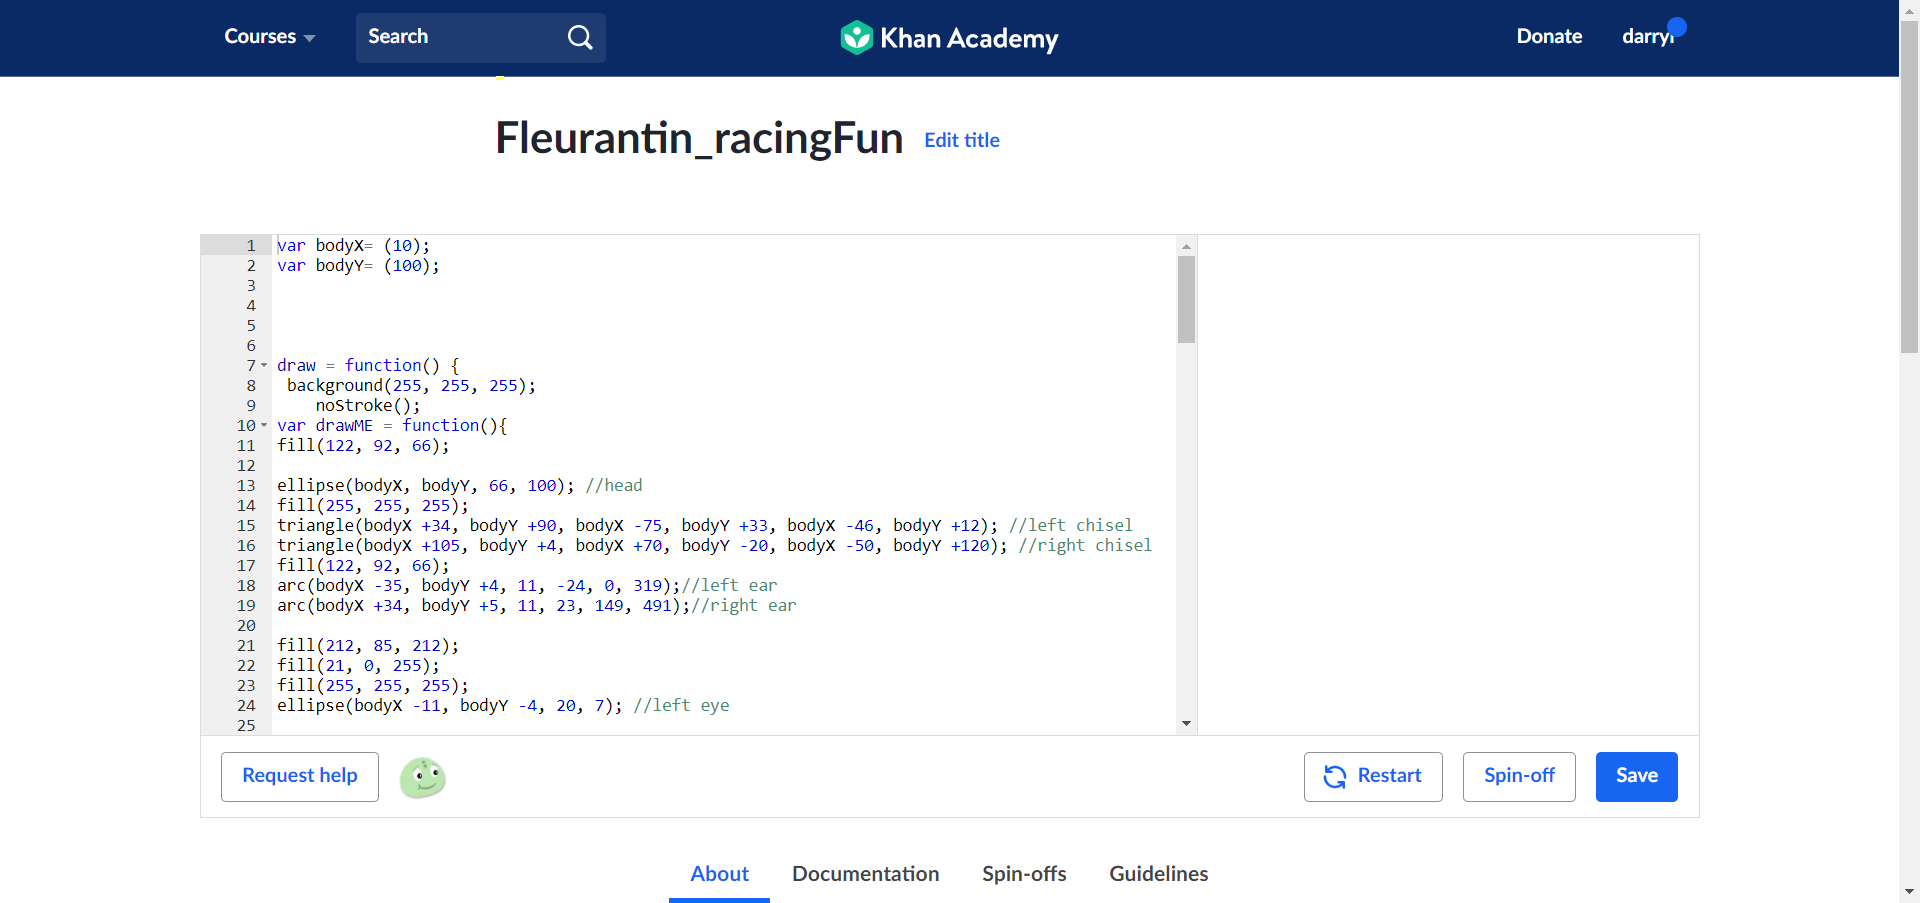 Courses
Search
Khan Academy
Donate
darryl
Fleurantin_racingFun
Edit title
1 var bodyX= (10);
2 var bodyY= (100);
3
4
5
6
7 draw = function() {
8  background(255, 255, 255);
9     noStroke();
10 var drawME = function(){
11 fill(122, 92, 66);
12
13 ellipse(bodyX, bodyY, 66, 100); //head
14 fill(255, 255, 255);
15 triangle(bodyX +34, bodyY +90, bodyX -75, bodyY +33, bodyX -46, bodyY +12); //left chisel
16 triangle(bodyX +105, bodyY +4, bodyX +70, bodyY -20, bodyX -50, bodyY +120); //right chisel
17 fill(122, 92, 66);
18 arc(bodyX -35, bodyY +4, 11, -24, 0, 319);//left ear
19 arc(bodyX +34, bodyY +5, 11, 23, 149, 491);//right ear
20
21 fill(212, 85, 212);
22 fill(21, 0, 255);
23 fill(255, 255, 255);
24 ellipse(bodyX -11, bodyY -4, 20, 7); //left eye
25
Request help
Restart
Spin-off
Save
About
Documentation
Spin-offs
Guidelines